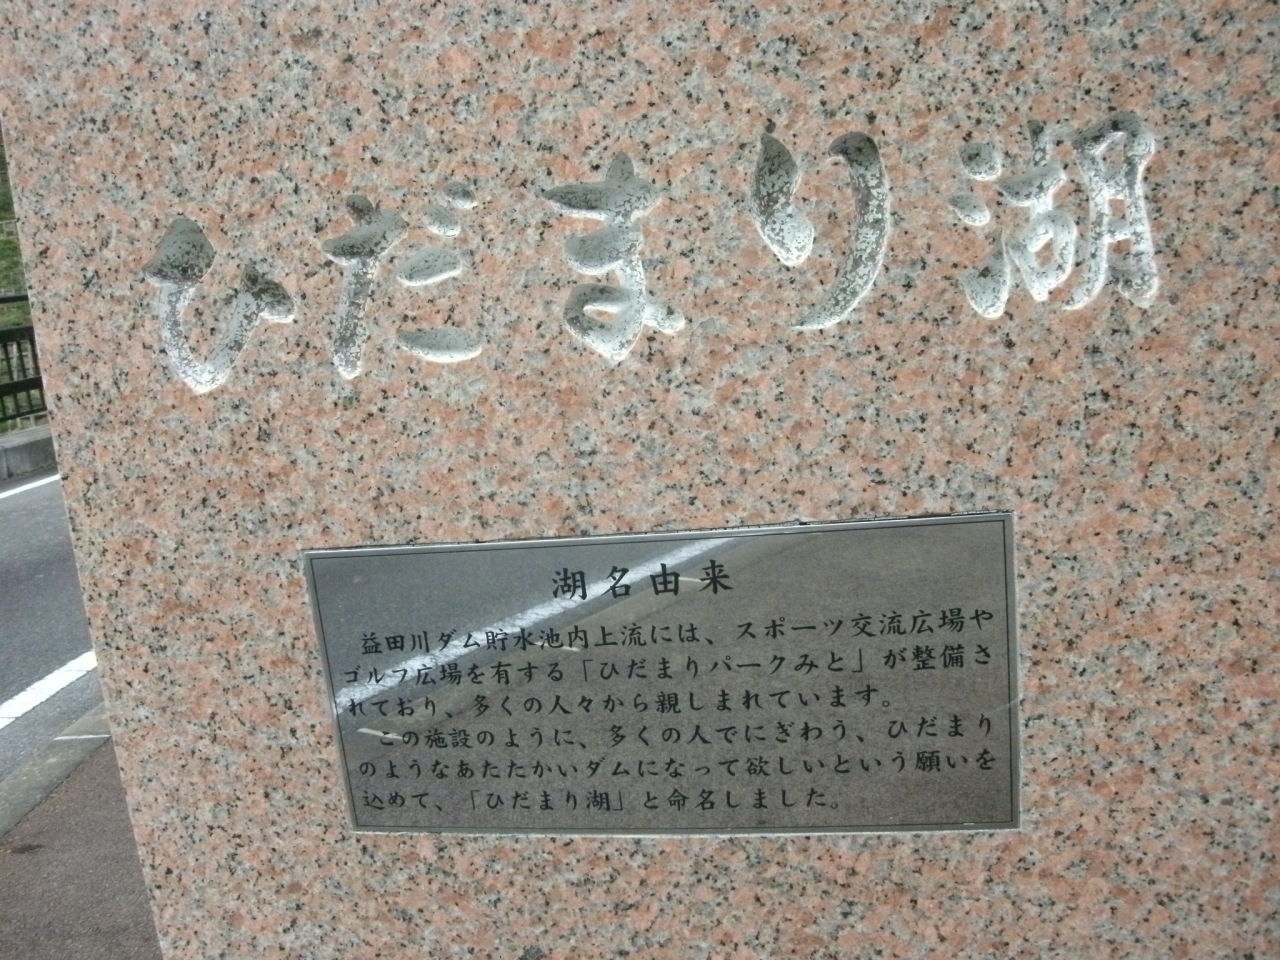 ひだまり湖
湖名由来
益田川ダム貯水池内上流には、スポーツ交流広場や
ゴルフ広場を有する「ひだまりパークみと」が整備さ
れており、多くの人々から親しまれています。
この施設のように、多くの人でにぎわう、ひだまり
のようなあたたかいダムになって欲しいという願いを
込めて、「ひだまり湖」と命名しました。